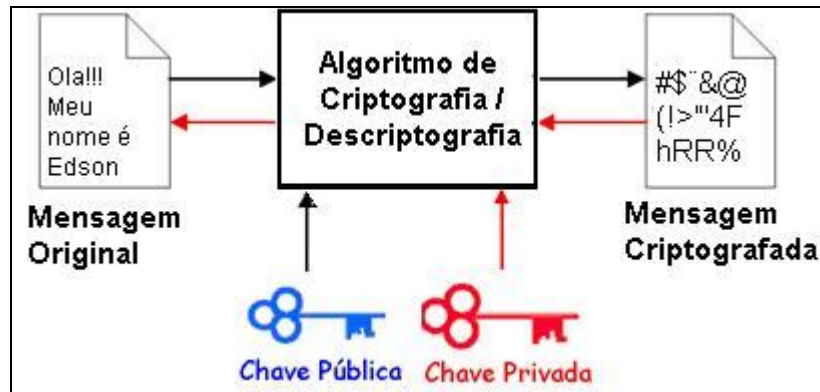 Ola!!!
Meu
nome é
Edson
Mensagem
Original
Algoritmo de
Criptografia /
Descriptografia
#$¨&@
(!>"'4F
hRR%
Mensagem
Criptografada
Chave Pública
Chave Privada